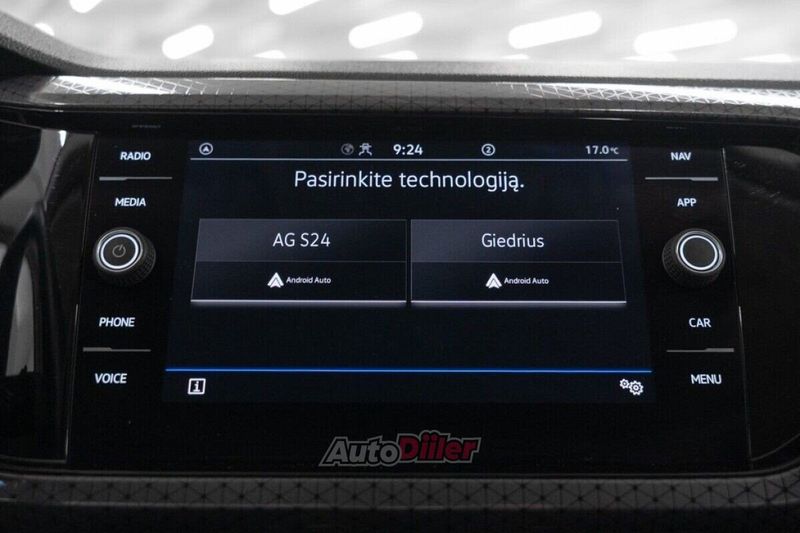 RADIO
MEDIA
PHONE
VOICE
9:24
2
17.0°C
Pasirinkite technologiją.
AG S24
Android Auto
Giedrius
Android Auto
i
NAV
APP
CAR
MENU
AutoDiiler